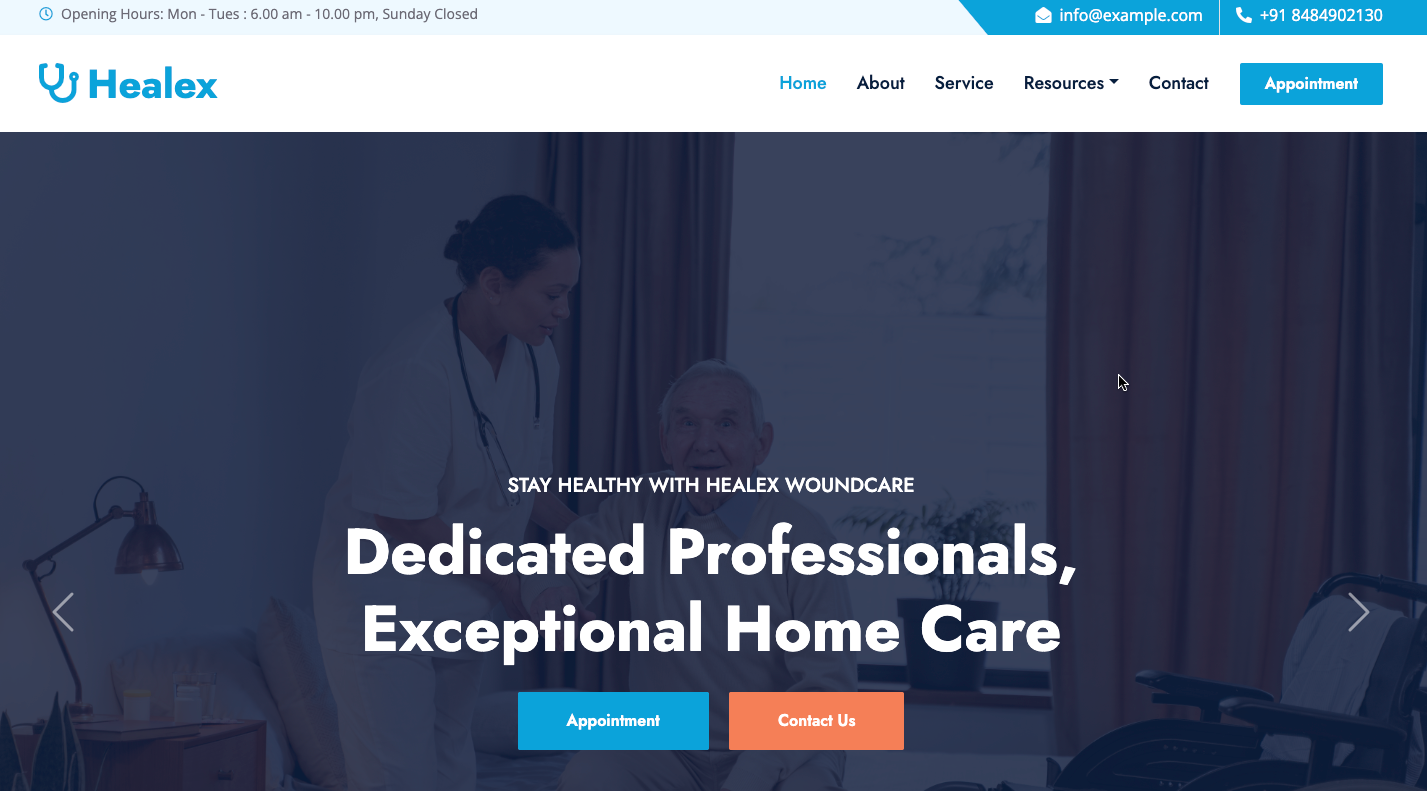 Opening Hours: Mon - Tues : 6.00 am - 10.00 pm, Sunday Closed
info@example.com
+91 8484902130
Healex
Home
About
Service
Resources
Contact
Appointment
STAY HEALTHY WITH HEALEX WOUNDCARE
Dedicated Professionals,
Exceptional Home Care
Appointment
Contact Us